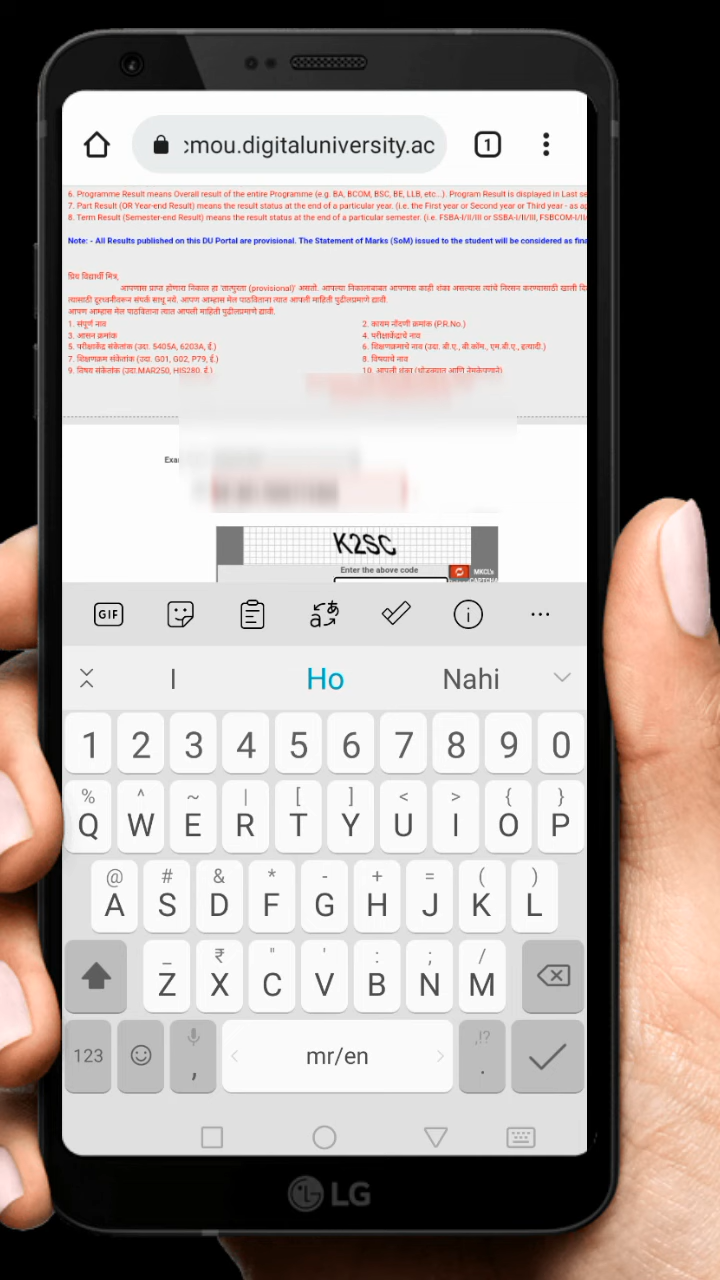 :mou.digitaluniversity.ac
1
6. Programme Result means Overall result of the entire Programme (e.g. BA, BCOM, BSC, BE, LLB, etc...). Program Result is displayed in Last se
7. Part Result (OR Year-end Result) means the result status at the end of a particular year. (i.e. the First year or Second year or Third year - as ap
8. Term Result (Semester-end Result) means the result status at the end of a particular semester. (i.e. FSBA-I/II/III or SSBA-I/II/III, FSBCOM-I/II/
Note: - All Results published on this DU Portal are provisional. The Statement of Marks (SoM) issued to the student will be considered as fina
प्रिय विद्यार्थी मित्र,
आपणास प्राप्त होणारा निकाल हा 'तात्पुरता (provisional)' असतो. आपल्या निकालाबाबत आपणास काही शंका असल्यास त्यांचे निरसन करण्यासाठी खाली दि
त्यासाठी दूरध्वनीवरून संपर्क साधू नये. आपण आम्हास मेल पाठविताना त्यात आपली माहिती पुढीलप्रमाणे द्यावी.
आपण आम्हास मेल पाठविताना त्यात आपली माहिती पुढीलप्रमाणे द्यावी:
1. संपूर्ण नाव 2. कायम नोंदणी क्रमांक (P.R.No.)
3. आसन क्रमांक 4. परीक्षाकेंद्राचे नाव
5. परीक्षाकेंद्र संकेतांक (उदा. 5405A, 6203A, ई.) 6. शिक्षणक्रमाचे नाव (उदा. बी.ए., बी.कॉम., एम.बी.ए., इत्यादी.)
7. शिक्षणक्रम संकेतांक (उदा. G01, G02, P79, ई.) 8. विषयाचे नाव
9. विषय संकेतांक (उदा.MAR250, HIS280, ई.) 10. आपली शंका (थोडक्यात आणि नेमकेपणाने)
Exa
K2SC
Enter the above code MKCL's
GIF
I Ho Nahi
1 2 3 4 5 6 7 8 9 0
% ^ ~ | [ ] < > { }
Q W E R T Y U I O P
@ # & * - + = ( )
A S D F G H J K L
_ ₹ " ' : ; /
Z X C V B N M
123 , mr/en ,!? .
LG